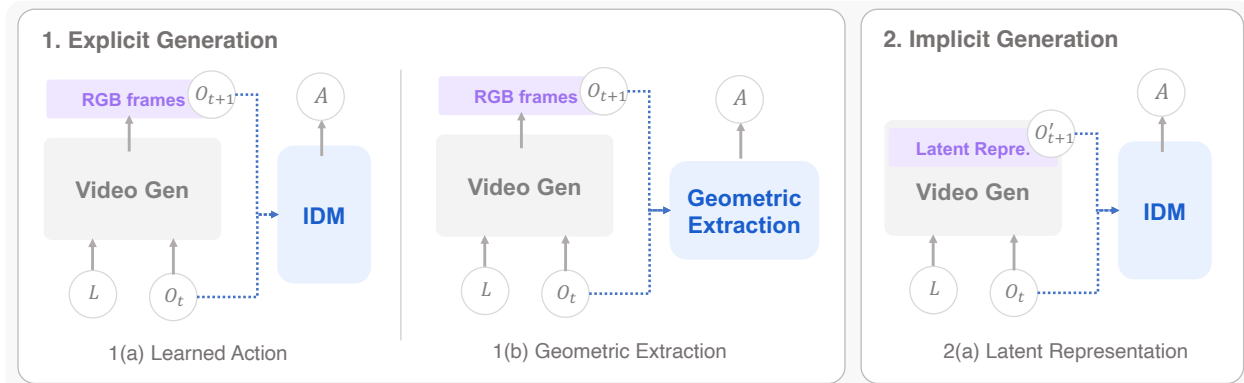 1. Explicit Generation
RGB frames
O_{t+1}
A
Video Gen
IDM
L
O_t
1(a) Learned Action
RGB frames
O_{t+1}
A
Video Gen
Geometric
Extraction
L
O_t
1(b) Geometric Extraction
2. Implicit Generation
A
O'_{t+1}
Latent Repre.
Video Gen
IDM
L
O_t
2(a) Latent Representation